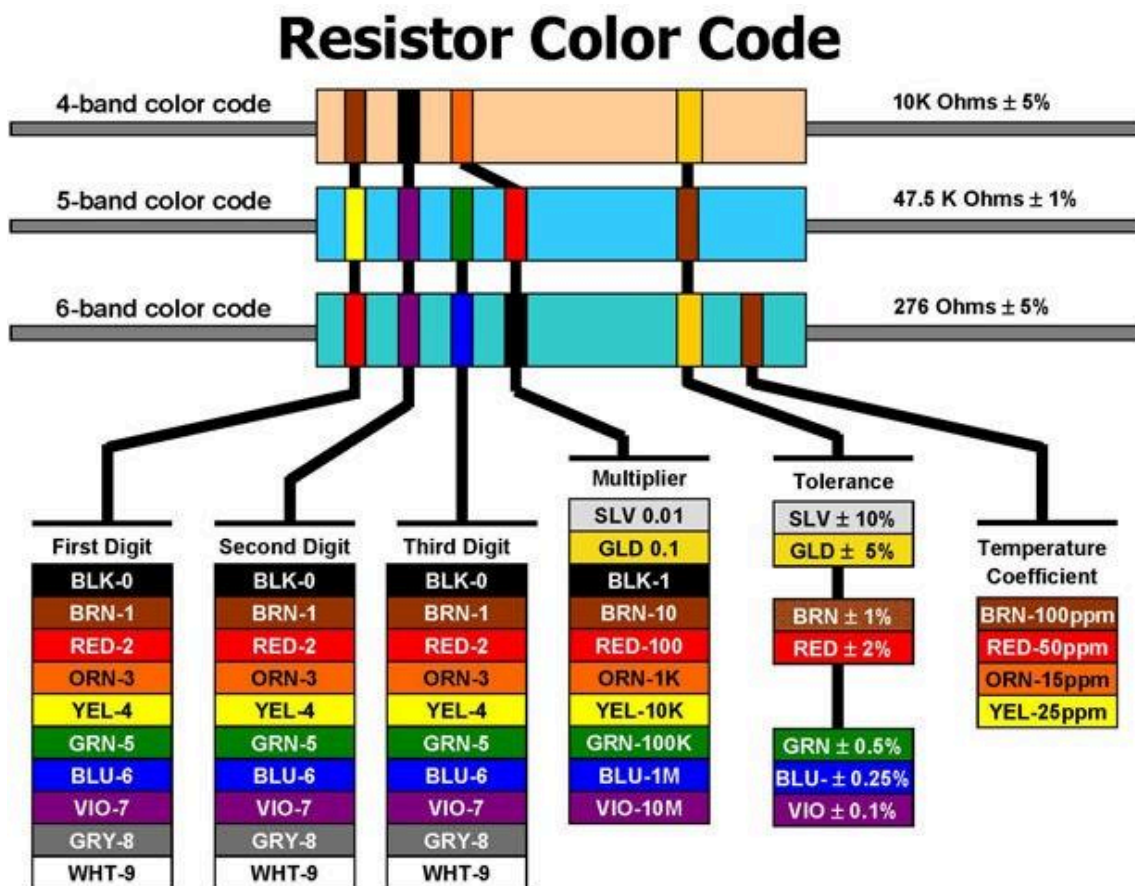 Resistor Color Code
4-band color code
10K Ohms ± 5%
5-band color code
47.5 K Ohms ± 1%
6-band color code
276 Ohms ± 5%
First Digit
BLK-0
BRN-1
RED-2
ORN-3
YEL-4
GRN-5
BLU-6
VIO-7
GRY-8
WHT-9
Second Digit
BLK-0
BRN-1
RED-2
ORN-3
YEL-4
GRN-5
BLU-6
VIO-7
GRY-8
WHT-9
Third Digit
BLK-0
BRN-1
RED-2
ORN-3
YEL-4
GRN-5
BLU-6
VIO-7
GRY-8
WHT-9
Multiplier
SLV 0.01
GLD 0.1
BLK-1
BRN-10
RED-100
ORN-1K
YEL-10K
GRN-100K
BLU-1M
VIO-10M
Tolerance
SLV ± 10%
GLD ± 5%
BRN ± 1%
RED ± 2%
GRN ± 0.5%
BLU- ± 0.25%
VIO ± 0.1%
Temperature
Coefficient
BRN-100ppm
RED-50ppm
ORN-15ppm
YEL-25ppm